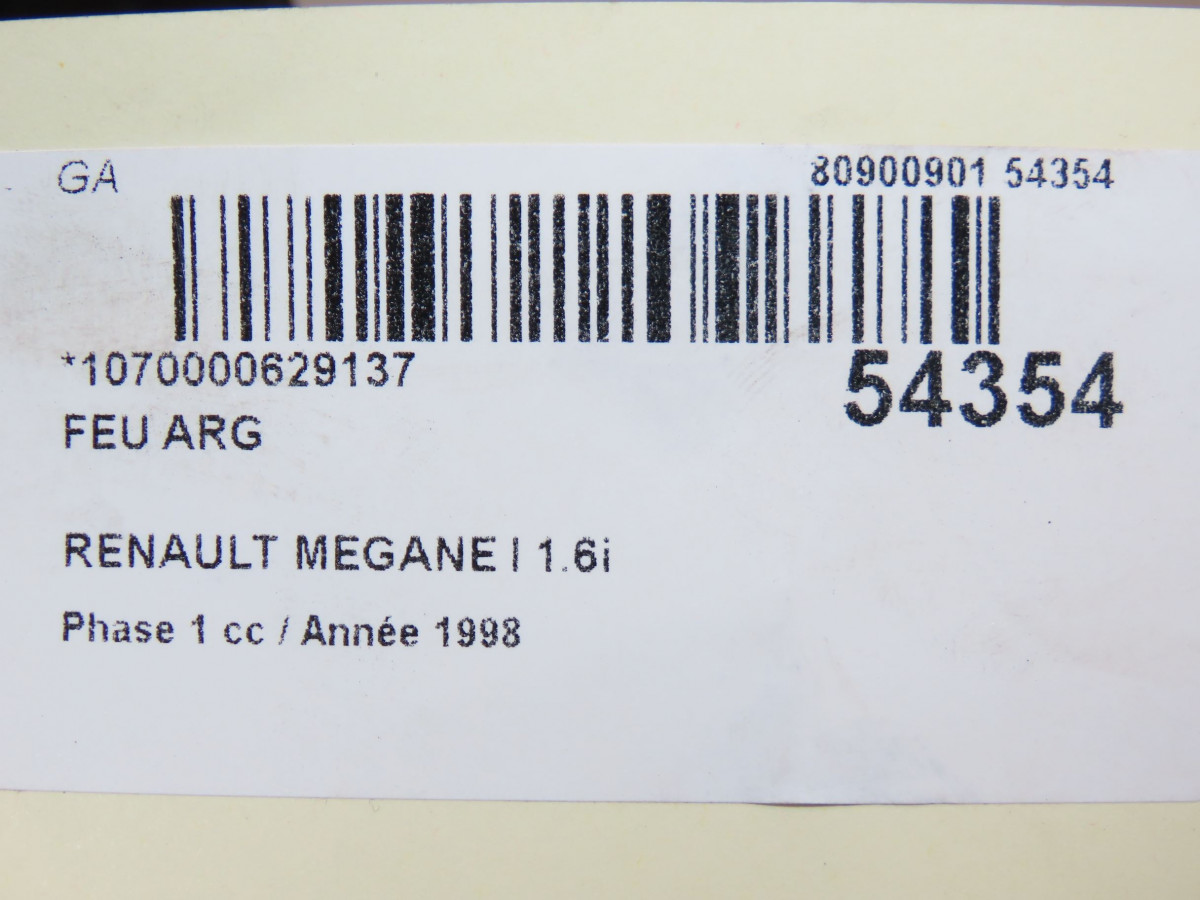 GA
80900901 54354
*1070000629137
54354
FEU ARG
RENAULT MEGANE I 1.6i
Phase 1 cc / Année 1998